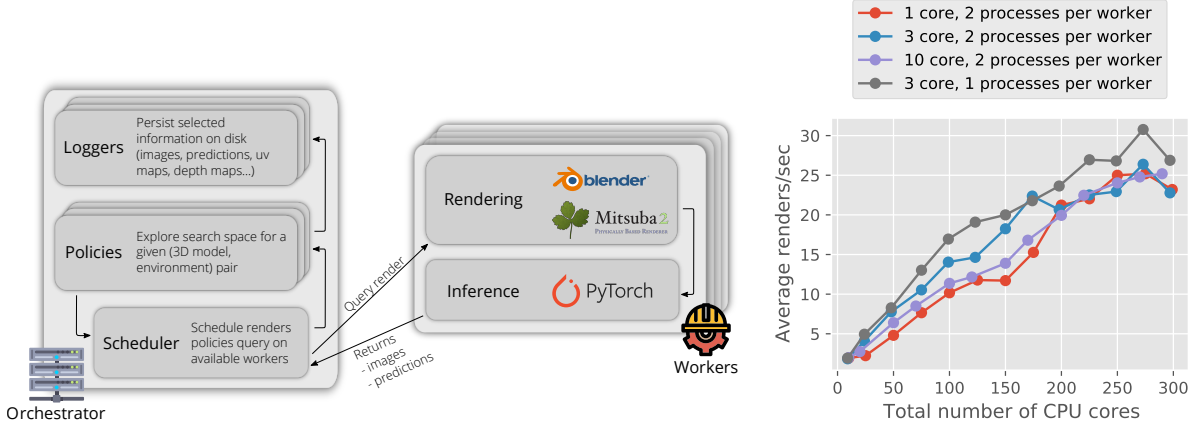 Loggers
Persist selected
information on disk
(images, predictions, uv
maps, depth maps...)
Policies
Explore search space for a
given (3D model,
environment) pair
Scheduler
Schedule renders
policies query on
available workers
Orchestrator
Query render
Returns
- images
- predictions
Rendering
blender
Mitsuba2
PHYSICALLY BASED RENDERER
Inference
PyTorch
Workers
1 core, 2 processes per worker
3 core, 2 processes per worker
10 core, 2 processes per worker
3 core, 1 processes per worker
Average renders/sec
30
25
20
15
10
5
0 50 100 150 200 250 300
Total number of CPU cores